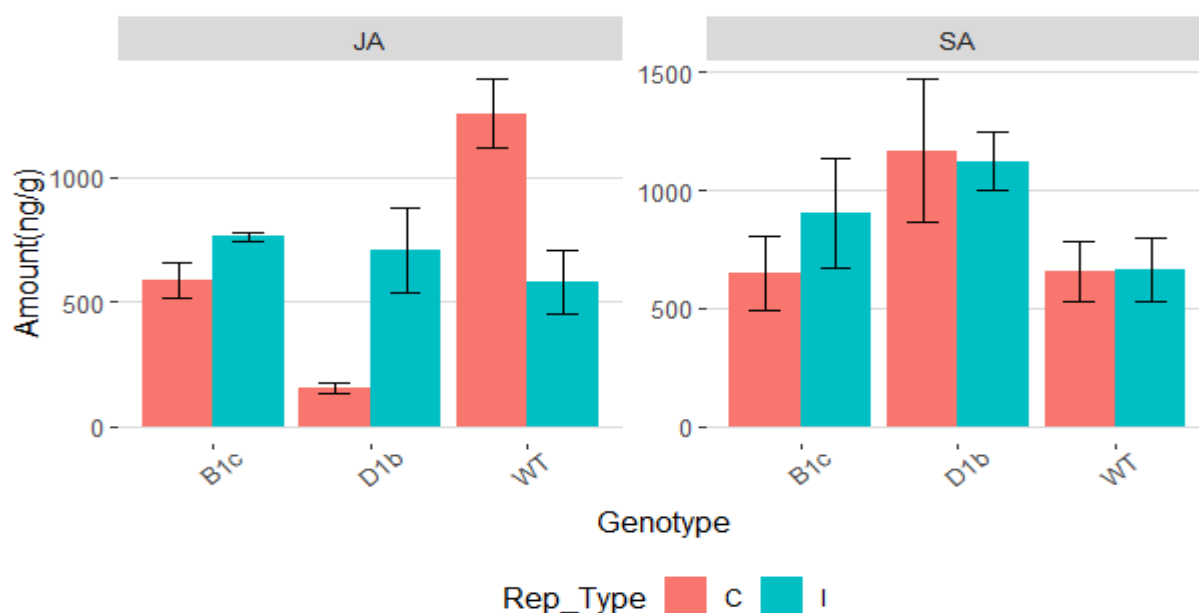 JA
SA
Amount(ng/g)
1000
500
0
1500
1000
500
0
B1c
D1b
WT
B1c
D1b
WT
Genotype
Rep_Type C I